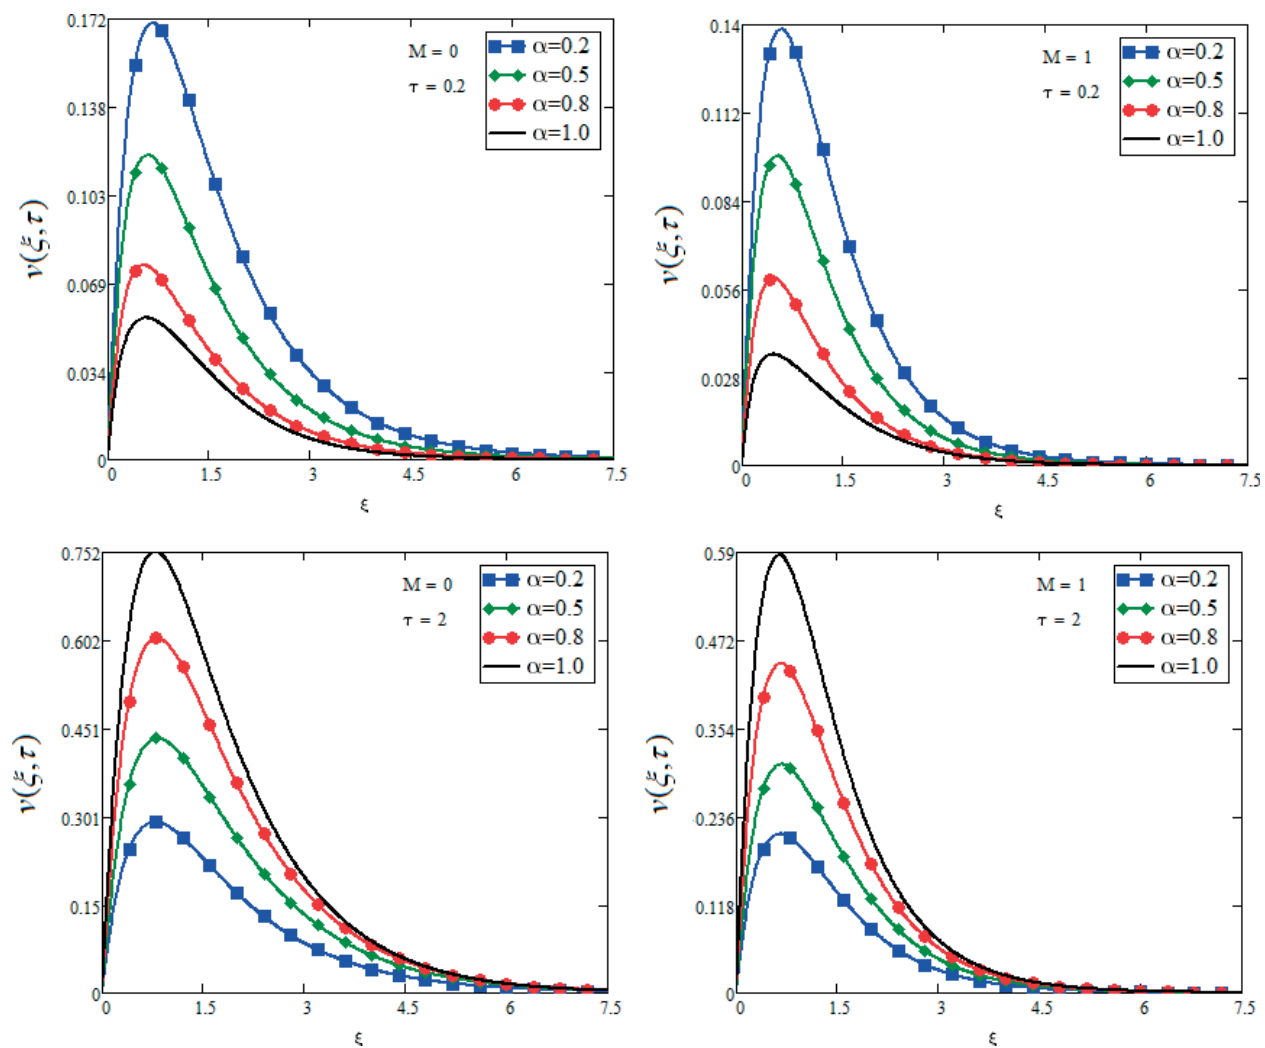 0.172
0.138
0.103
0.069
0.034
0
0
1.5
3
4.5
6
7.5
ν(ξ,τ)
ξ
M = 0
τ = 0.2
α=0.2
α=0.5
α=0.8
α=1.0
0.14
0.112
0.084
0.056
0.028
0
0
1.5
3
4.5
6
7.5
ν(ξ,τ)
ξ
M = 1
τ = 0.2
α=0.2
α=0.5
α=0.8
α=1.0
0.752
0.602
0.451
0.301
0.15
0
0
1.5
3
4.5
6
7.5
ν(ξ,τ)
ξ
M = 0
τ = 2
α=0.2
α=0.5
α=0.8
α=1.0
0.59
0.472
0.354
0.236
0.118
0
0
1.5
3
4.5
6
7.5
ν(ξ,τ)
ξ
M = 1
τ = 2
α=0.2
α=0.5
α=0.8
α=1.0